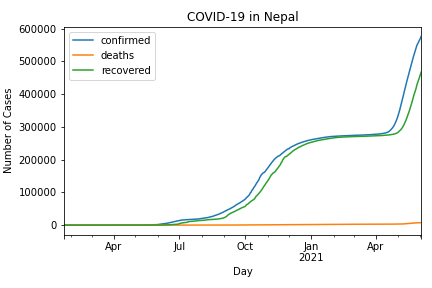 COVID-19 in Nepal
confirmed
deaths
recovered
Number of Cases
600000
500000
400000
300000
200000
100000
0
Apr
Jul
Oct
Jan
2021
Apr
Day